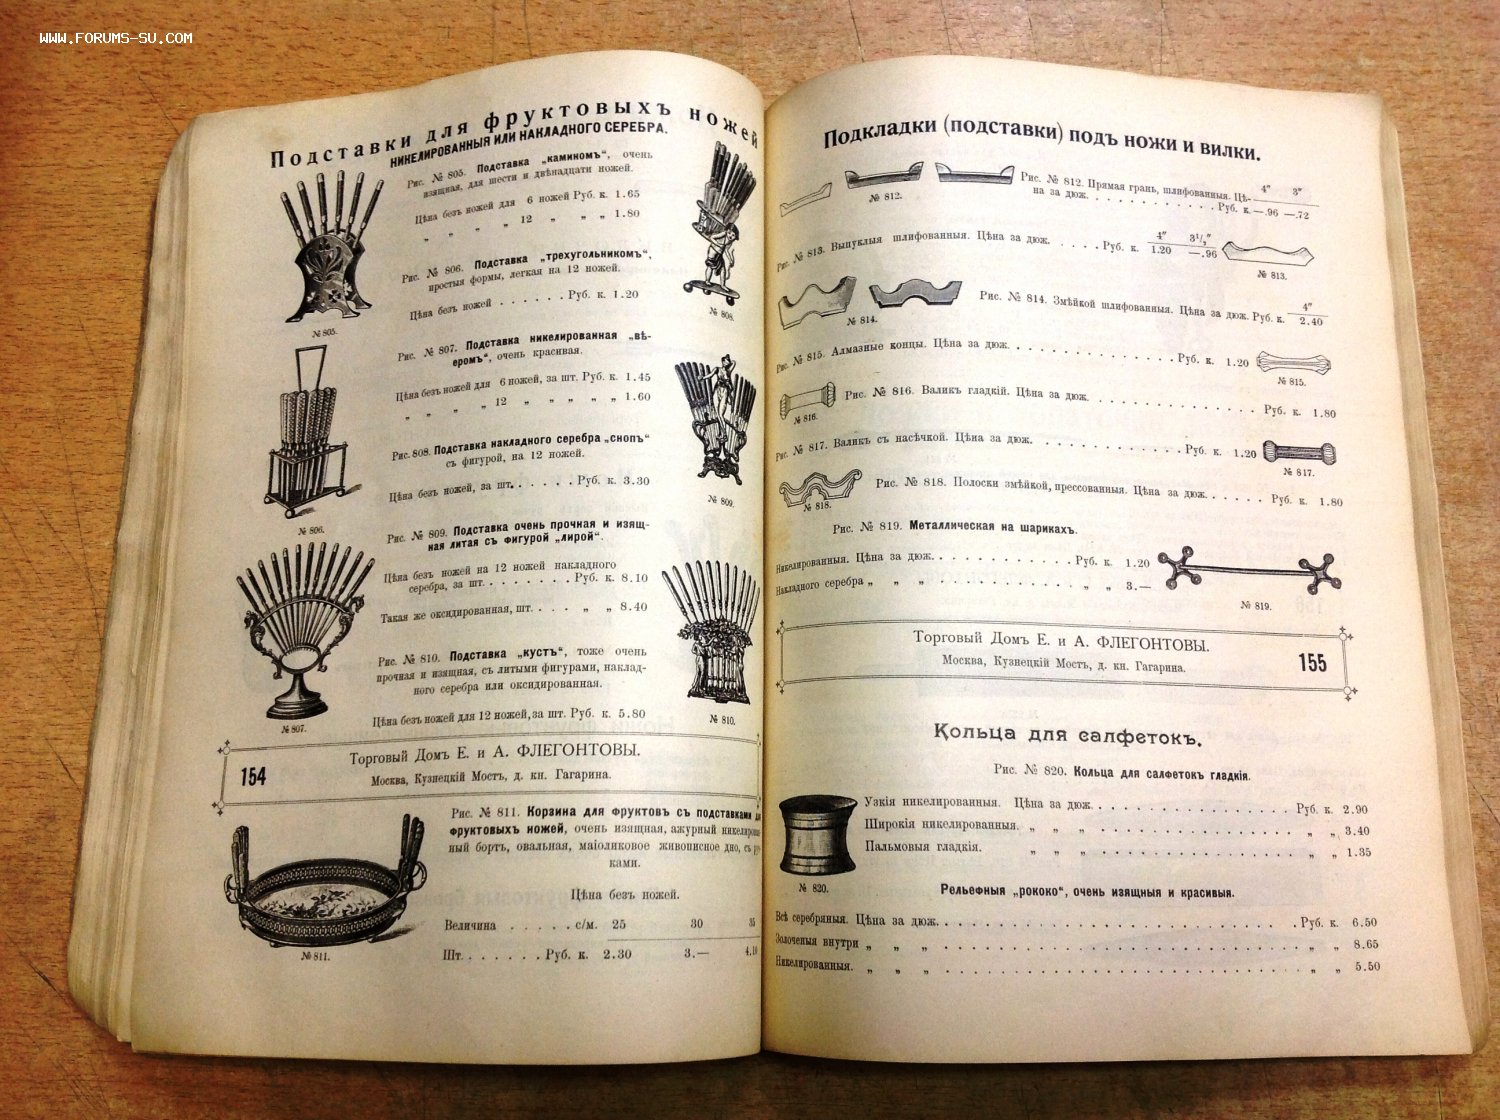 WWW.FORUMS-SU.COM
Подставки для фруктовыхъ ножей
НИКЕЛИРОВАННЫЯ ИЛИ НАКЛАДНОГО СЕРЕБРА.
Рис. № 805. Подставка „каминомъ“, очень
изящная, для шести и двѣнадцати ножей.
Цѣна безъ ножей для 6 ножей Руб. к. 1.65
„ „ „ „ 12 „ „ „ 1.80
№ 805.
Рис. № 806. Подставка „трехугольникомъ“,
простыя формы, легкая на 12 ножей.
Цѣна безъ ножей . . . . . . Руб. к. 1.20
№ 808.
Рис. № 807. Подставка никелированная „вѣ-
еромъ“, очень красивая.
Цѣна безъ ножей для 6 ножей, за шт. Руб. к. 1.45
„ „ „ „ 12 „ „ „ „ „ 1.60
Рис. 808. Подставка накладного серебра „снопъ“
съ фигурой, на 12 ножей.
Цѣна безъ ножей, за шт. . . . . Руб. к. 3.30
№ 809.
№ 806.
Рис. № 809. Подставка очень прочная и изящ-
ная литая съ фигурой „лирой“.
Цѣна безъ ножей на 12 ножей накладного
серебра, за шт. . . . . . . . Руб. к. 8.10
Такая же оксидированная, шт. . . . „ „ 8.40
Рис. № 810. Подставка „кустъ“, тоже очень
прочная и изящная, съ литыми фигурами, наклад-
ного серебра или оксидированная.
Цѣна безъ ножей для 12 ножей, за шт. Руб. к. 5.80
№ 807.
№ 810.
Торговый Домъ Е. и А. ФЛЕГОНТОВЫ.
154
Москва, Кузнецкій Мостъ, д. кн. Гагарина.
Рис. № 811. Корзина для фруктов съ подставками
фруктовыхъ ножей, очень изящная, ажурный
ный бортъ, овальная, маіоликовое живописное дно, съ
ками.
Цѣна безъ ножей.
Величина . . . . . с/м. 25 30 35
Шт. . . . . . . Руб. к. 2.30 3.— 4.10
№ 811.
Подкладки (подставки) подъ ножи и вилки.
Рис. № 812. Прямая грань, шлифованныя. Цѣ- 4" 3"
на за дюж. . . . . . . . . . . . Руб. к. —.96 —.72
№ 812.
Рис. № 813. Выпуклыя шлифованныя. Цѣна за дюж. . . . . Руб. к. 4" 1.20 3½" —.96
№ 813.
Рис. № 814. Змѣйкой шлифованныя. Цѣна за дюж. Руб. к. 4" 2.40
№ 814.
Рис. № 815. Алмазные концы. Цѣна за дюж. . . . . . . . . . . . . . . Руб. к. 1.20
№ 815.
Рис. № 816. Валикъ гладкій. Цѣна за дюж. . . . . . . . . . . . . . . Руб. к. 1.80
№ 816.
Рис. № 817. Валикъ съ насѣчкой. Цѣна за дюж. . . . . . . . . . . . . Руб. к. 1.20
№ 817.
Рис. № 818. Полоски змѣйкой, прессованныя. Цѣна за дюж. . . . . . Руб. к. 1.80
№ 818.
Рис. № 819. Металлическая на шарикахъ.
Никелированныя. Цѣна за дюж. . . . . . . . . . . . Руб. к. 1.20
Накладного серебра „ „ „ . . . . . . . . . . . . „ „ 3.—
№ 819.
Торговый Домъ Е. и А. ФЛЕГОНТОВЫ.
Москва, Кузнецкій Мостъ, д. кн. Гагарина.
155
Кольца для салфетокъ.
Рис. № 820. Кольца для салфетокъ гладкія.
Узкія никелированныя. Цѣна за дюж. . . . . . . . . . . . . . . Руб. к. 2.90
Широкія никелированныя. „ „ „ . . . . . . . . . . . . . . . „ „ 3.40
Пальмовыя гладкія. „ „ „ . . . . . . . . . . . . . . . „ „ 1.35
№ 820.
Рельефныя „рококо“, очень изящныя и красивыя.
Всѣ серебряныя. Цѣна за дюж. . . . . . . . . . . . . . . . . . . . . Руб. к. 6.50
Золоченыя внутри „ „ „ . . . . . . . . . . . . . . . . . . . . . „ „ 8.65
Никелированныя. „ „ „ . . . . . . . . . . . . . . . . . . . . . „ „ 5.50